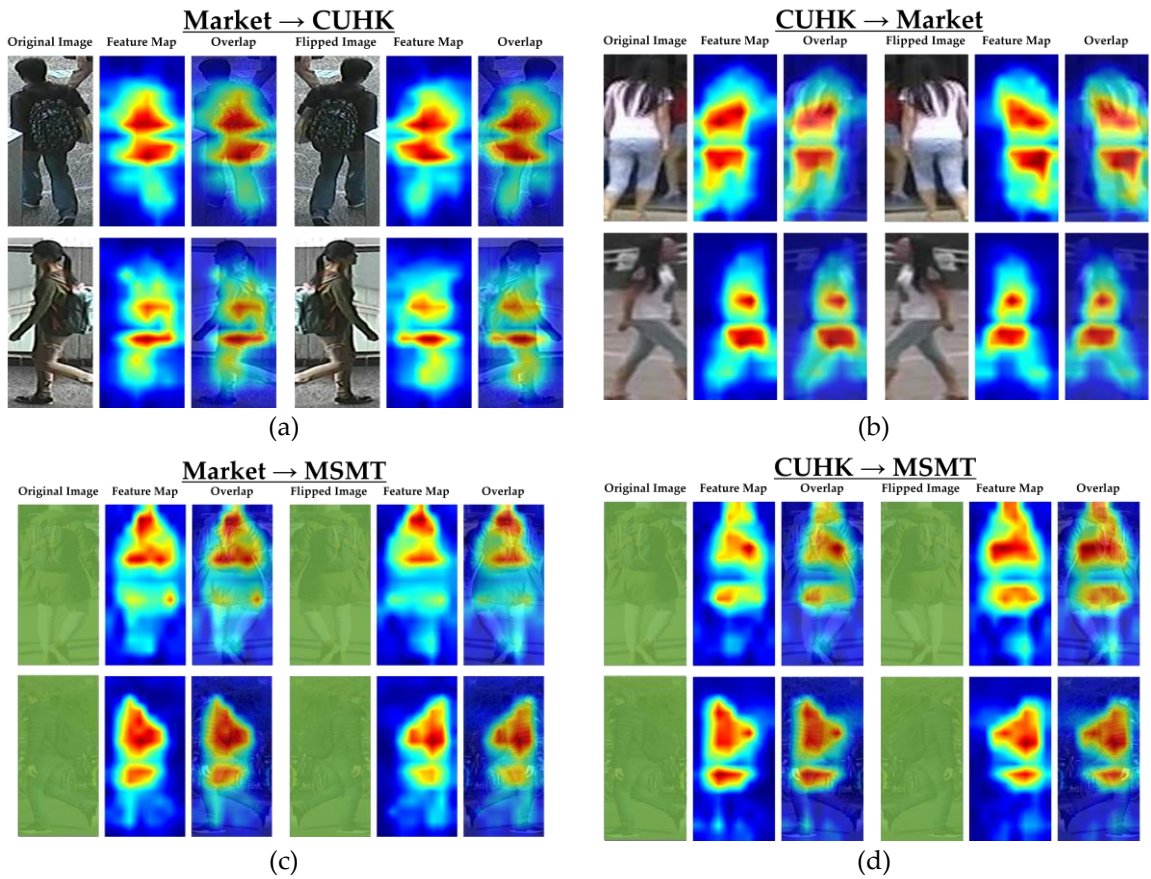 Market → CUHK
Original Image Feature Map Overlap Flipped Image Feature Map Overlap
(a)
CUHK → Market
Original Image Feature Map Overlap Flipped Image Feature Map Overlap
(b)
Market → MSMT
Original Image Feature Map Overlap Flipped Image Feature Map Overlap
(c)
CUHK → MSMT
Original Image Feature Map Overlap Flipped Image Feature Map Overlap
(d)